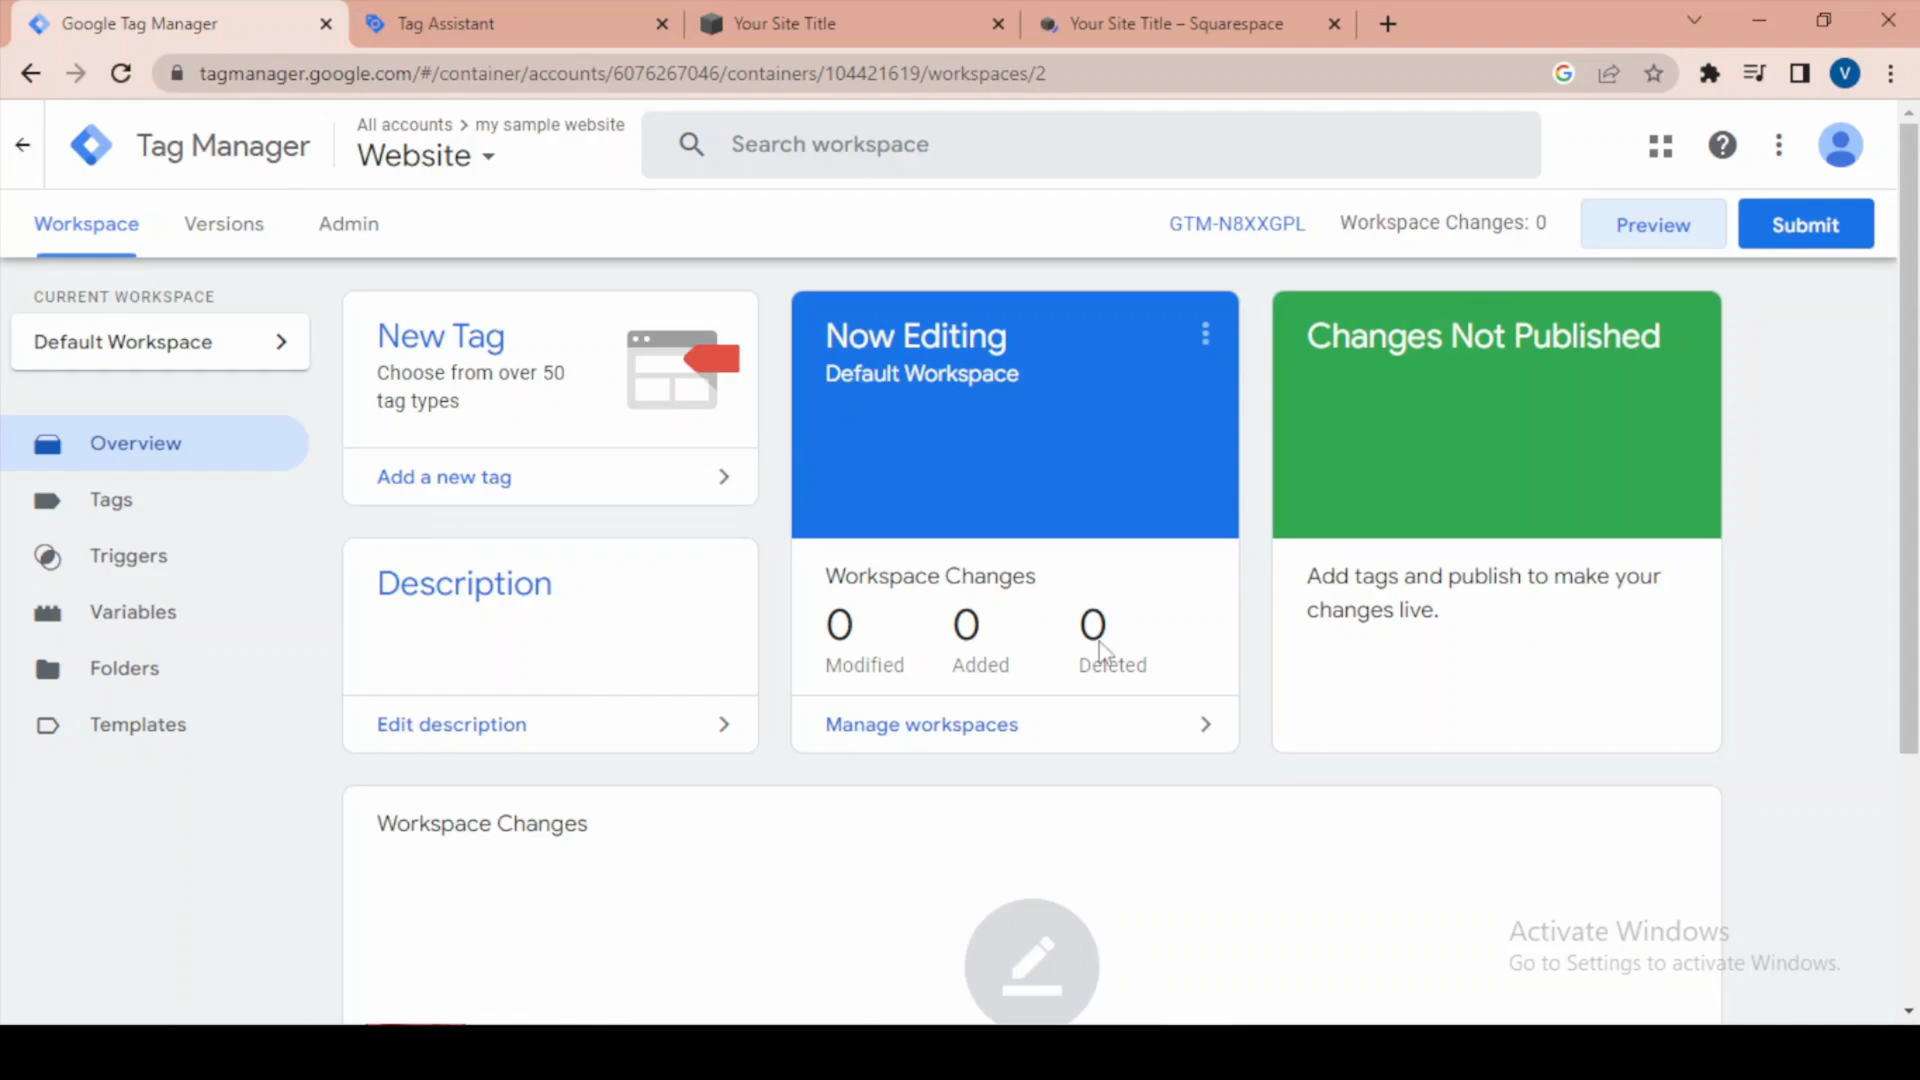 Google Tag Manager
Tag Assistant
Your Site Title
Your Site Title – Squarespace
tagmanager.google.com/#/container/accounts/6076267046/containers/104421619/workspaces/2
V
Tag Manager
All accounts > my sample website
Website
Search workspace
Workspace
Versions
Admin
GTM-N8XXGPL
Workspace Changes: 0
Preview
Submit
CURRENT WORKSPACE
Default Workspace
Overview
Tags
Triggers
Variables
Folders
Templates
New Tag
Choose from over 50
tag types
Add a new tag
Description
Edit description
Now Editing
Default Workspace
Workspace Changes
0 0 0
Modified Added Deleted
Manage workspaces
Changes Not Published
Add tags and publish to make your
changes live.
Workspace Changes
Activate Windows
Go to Settings to activate Windows.